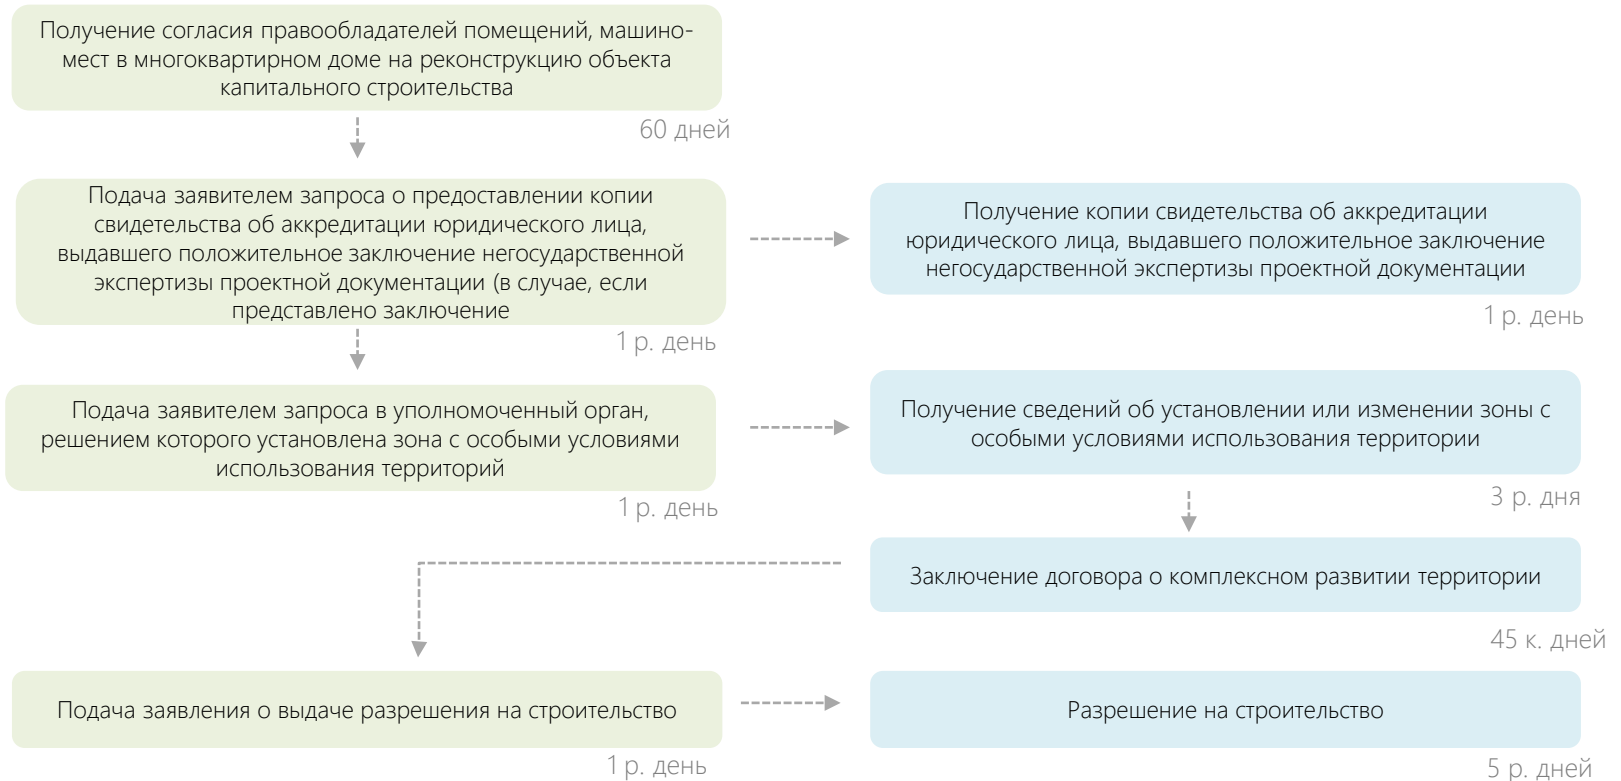 Получение согласия правообладателей помещений, машино-
мест в многоквартирном доме на реконструкцию объекта
капитального строительства
60 дней
Подача заявителем запроса о предоставлении копии
свидетельства об аккредитации юридического лица,
выдавшего положительное заключение негосударственной
экспертизы проектной документации (в случае, если
представлено заключение
1 р. день
Получение копии свидетельства об аккредитации
юридического лица, выдавшего положительное заключение
негосударственной экспертизы проектной документации
1 р. день
Подача заявителем запроса в уполномоченный орган,
решением которого установлена зона с особыми условиями
использования территорий
1 р. день
Получение сведений об установлении или изменении зоны с
особыми условиями использования территории
3 р. дня
Заключение договора о комплексном развитии территории
45 к. дней
Подача заявления о выдаче разрешения на строительство
1 р. день
Разрешение на строительство
5 р. дней